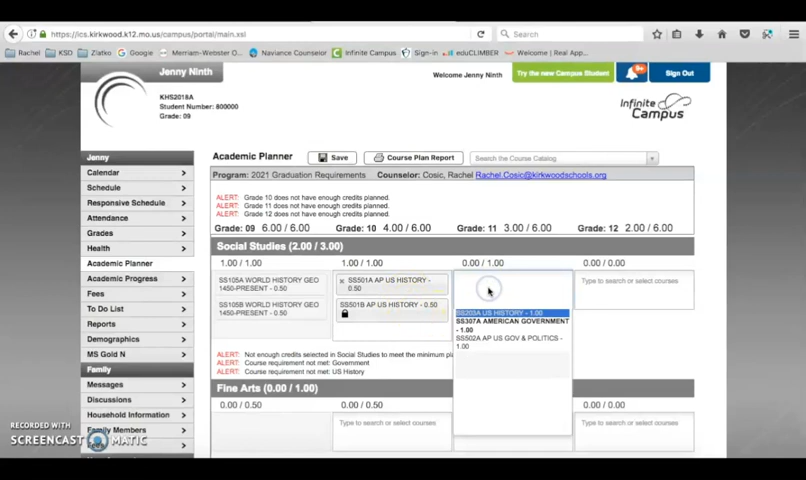 https://ics.kirkwood.k12.mo.us/campus/portal/main.xsl
Search
Rachel KSD Zlatko Google Merriam-Webster O... Naviance Counselor Infinite Campus Sign-in eduCLIMBER Welcome | Real App...
Jenny Ninth
Welcome Jenny Ninth
Try the new Campus Student
9+
Sign Out
KHS2018A
Student Number: 800000
Grade: 09
Infinite Campus
Jenny
Calendar
Schedule
Responsive Schedule
Attendance
Grades
Health
Academic Planner
Academic Progress
Fees
To Do List
Reports
Demographics
MS Gold N
Family
Messages
Discussions
Household Information
Family Members
Fees
Academic Planner
Save
Course Plan Report
Search the Course Catalog
Program: 2021 Graduation Requirements
Counselor: Cosic, Rachel Rachel.Cosic@kirkwoodschools.org
ALERT: Grade 10 does not have enough credits planned.
ALERT: Grade 11 does not have enough credits planned.
ALERT: Grade 12 does not have enough credits planned.
Grade: 09 6.00 / 6.00 Grade: 10 4.00 / 6.00 Grade: 11 3.00 / 6.00 Grade: 12 2.00 / 6.00
Social Studies (2.00 / 3.00)
1.00 / 1.00 1.00 / 1.00 0.00 / 1.00 0.00 / 0.00
SS105A WORLD HISTORY GEO
1450-PRESENT - 0.50
SS105B WORLD HISTORY GEO
1450-PRESENT - 0.50
x SS501A AP US HISTORY -
0.50
SS501B AP US HISTORY - 0.50
SS203A US HISTORY - 1.00
SS307A AMERICAN GOVERNMENT
- 1.00
SS502A AP US GOV & POLITICS -
1.00
Type to search or select courses
ALERT: Not enough credits selected in Social Studies to meet the minimum
ALERT: Course requirement not met: Government
ALERT: Course requirement not met: US History
Fine Arts (0.00 / 1.00)
0.00 / 0.50 0.00 / 0.50 0.00 / 0.00
Type to search or select courses
Type to search or select courses
RECORDED WITH
SCREENCAST MATIC